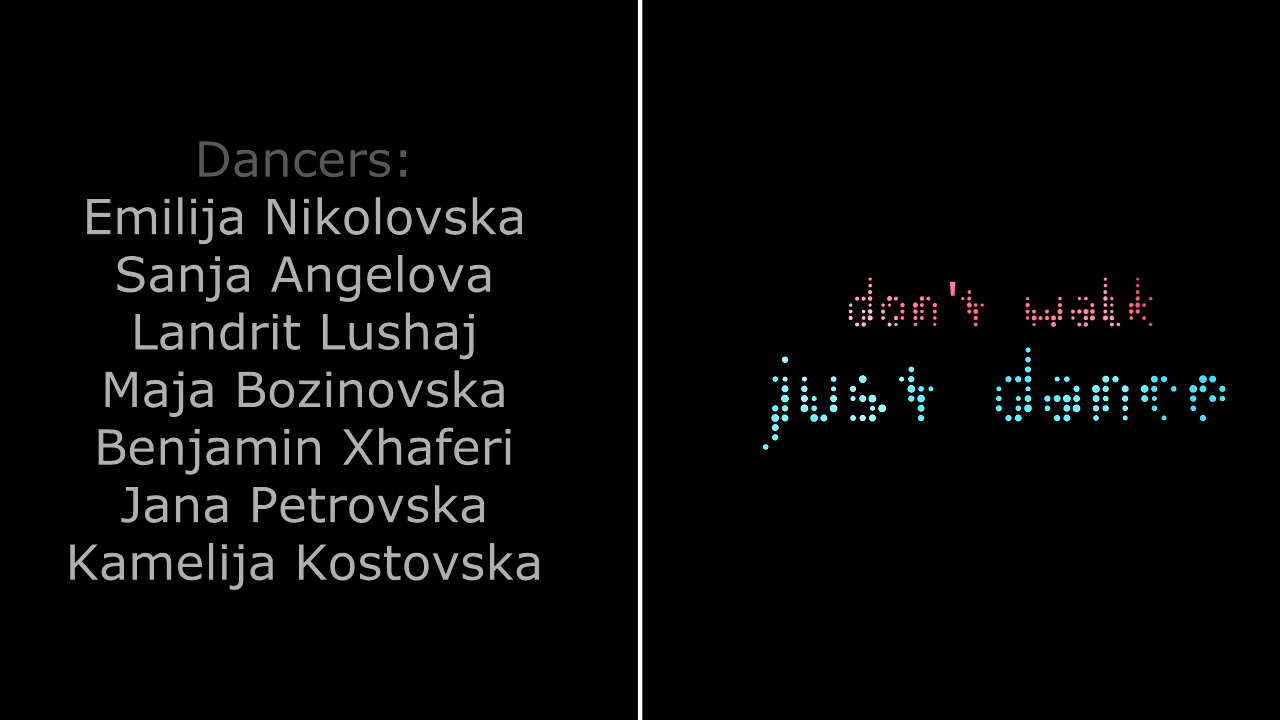 Dancers:
Emilija Nikolovska
Sanja Angelova
Landrit Lushaj
Maja Bozinovska
Benjamin Xhaferi
Jana Petrovska
Kamelija Kostovska
don't walk
just dance